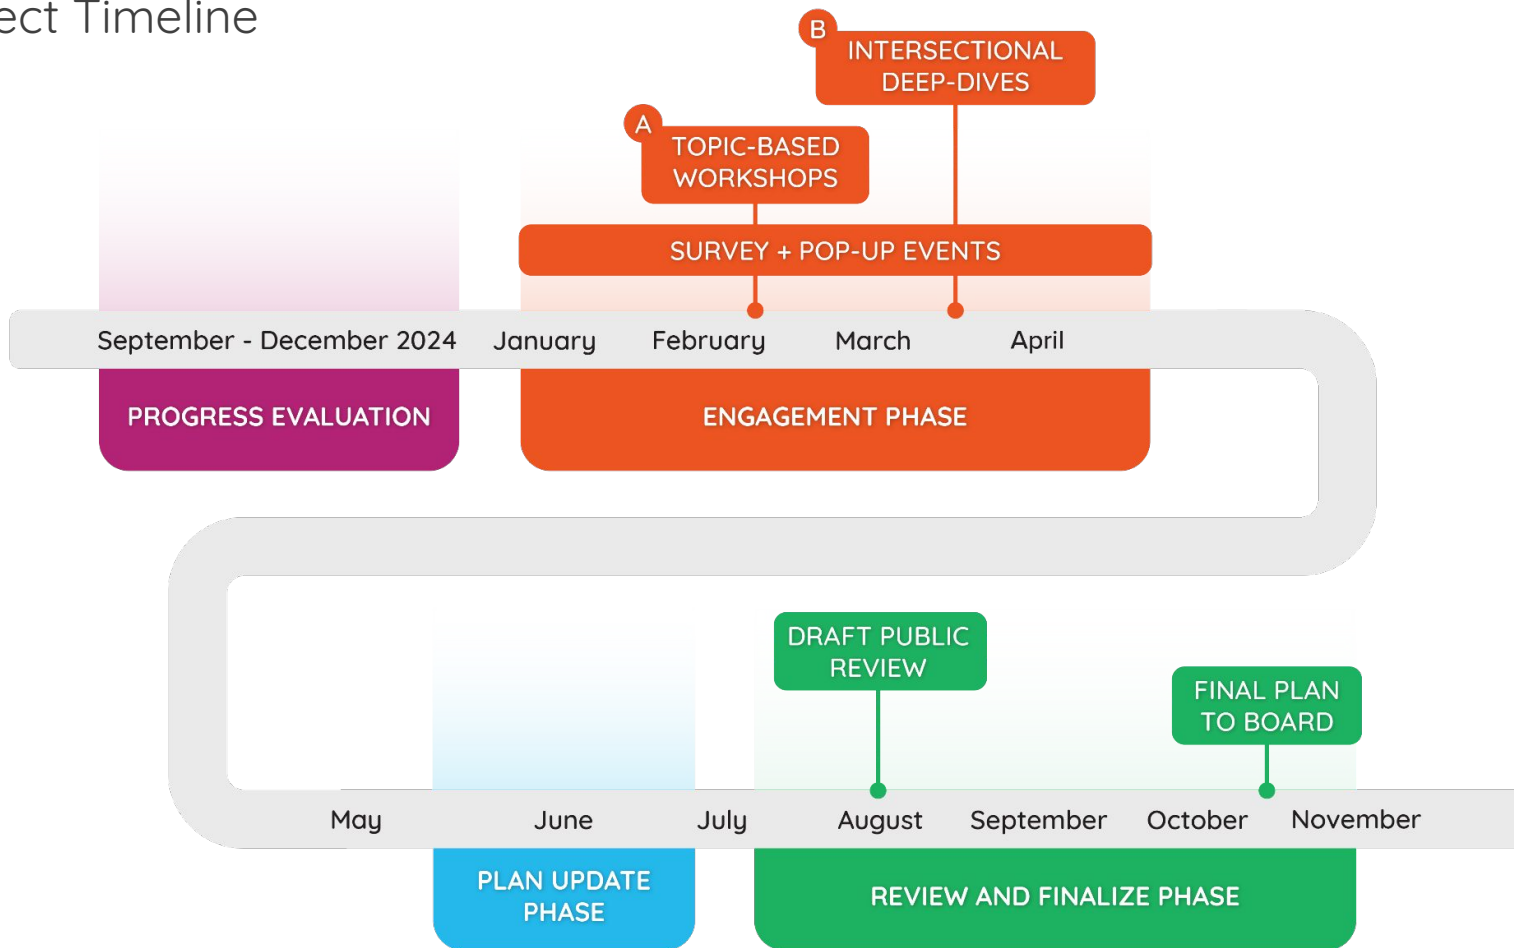 ect Timeline
B
INTERSECTIONAL
DEEP-DIVES
A
TOPIC-BASED
WORKSHOPS
SURVEY + POP-UP EVENTS
September - December 2024 January February March April
PROGRESS EVALUATION
ENGAGEMENT PHASE
DRAFT PUBLIC
REVIEW
FINAL PLAN
TO BOARD
May June July August September October November
PLAN UPDATE
PHASE
REVIEW AND FINALIZE PHASE